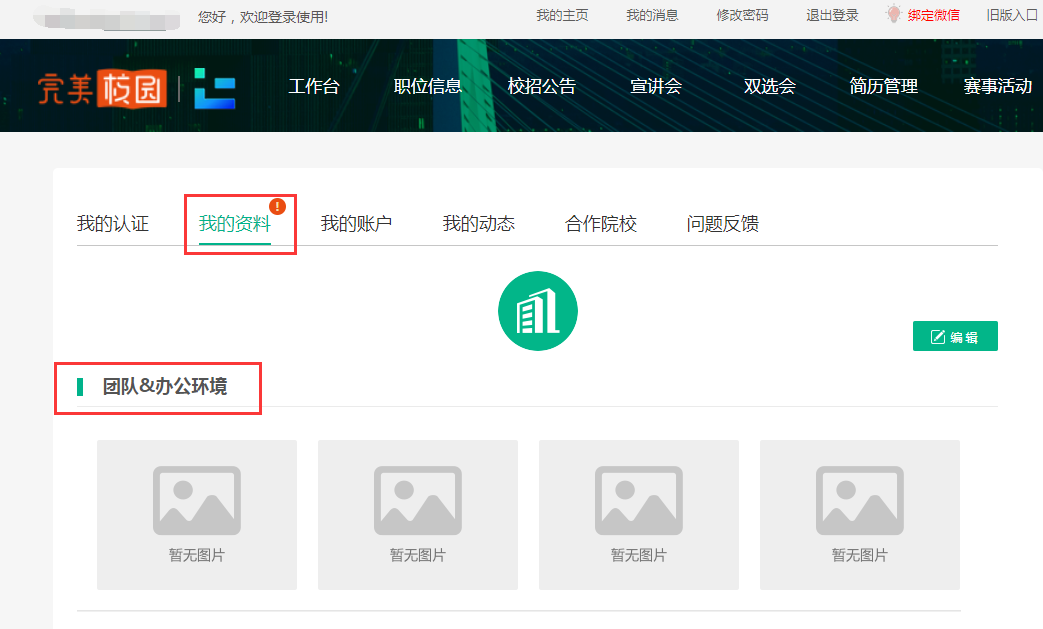 您好，欢迎登录使用! 我的主页 我的消息 修改密码 退出登录 绑定微信 旧版入口
完美校园 工作台 职位信息 校招公告 宣讲会 双选会 简历管理 赛事活动
我的认证 我的资料 ! 我的账户 我的动态 合作院校 问题反馈
编辑
团队&办公环境
暂无图片 暂无图片 暂无图片 暂无图片